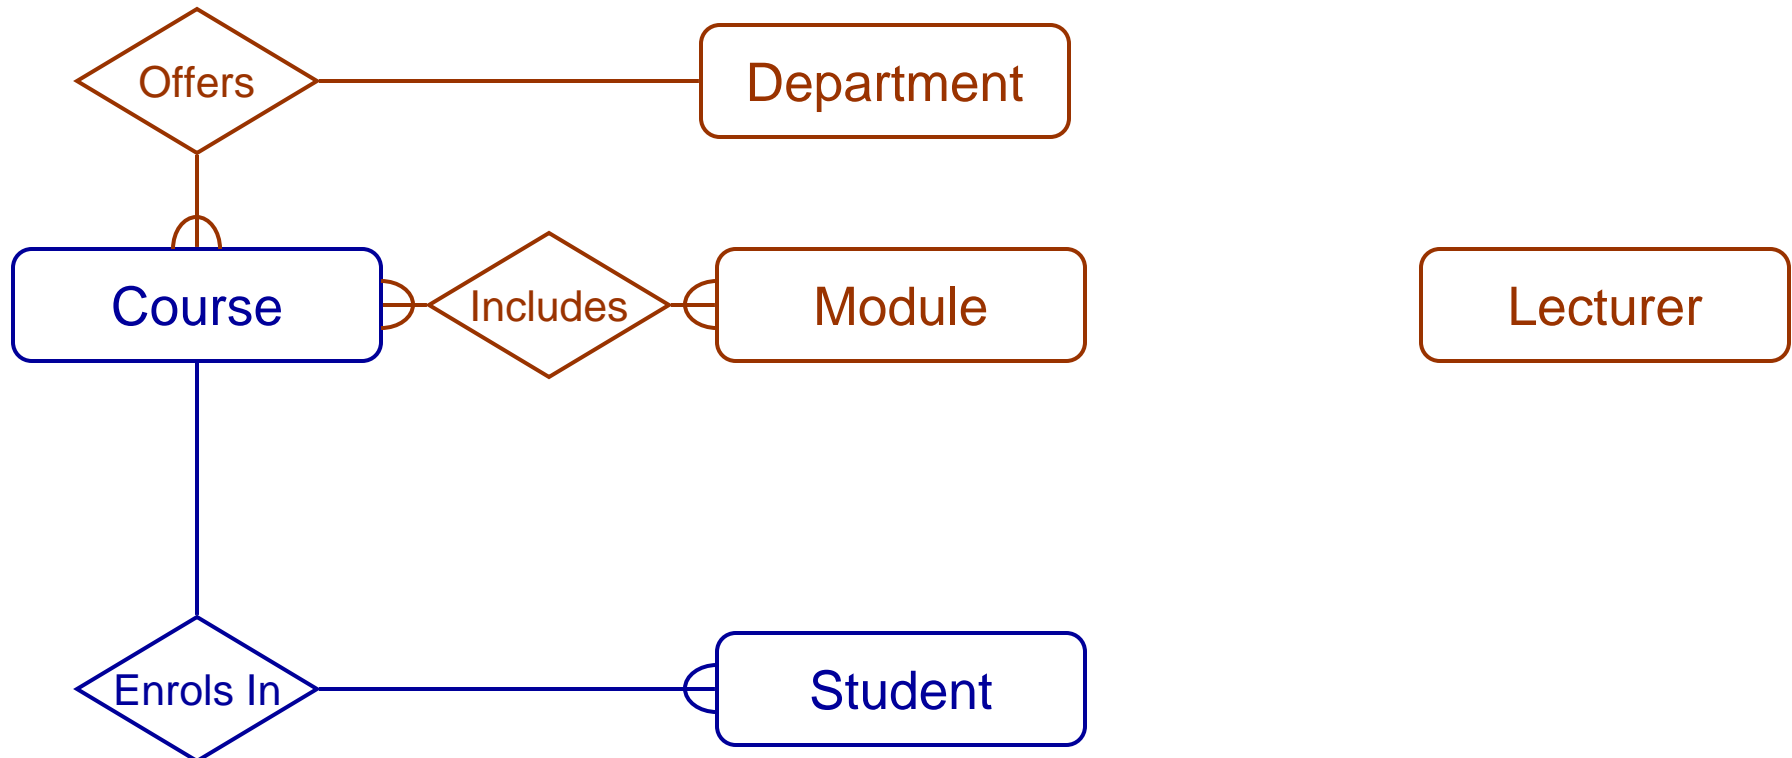 Offers
Department
Course
Includes
Module
Lecturer
Enrols In
Student